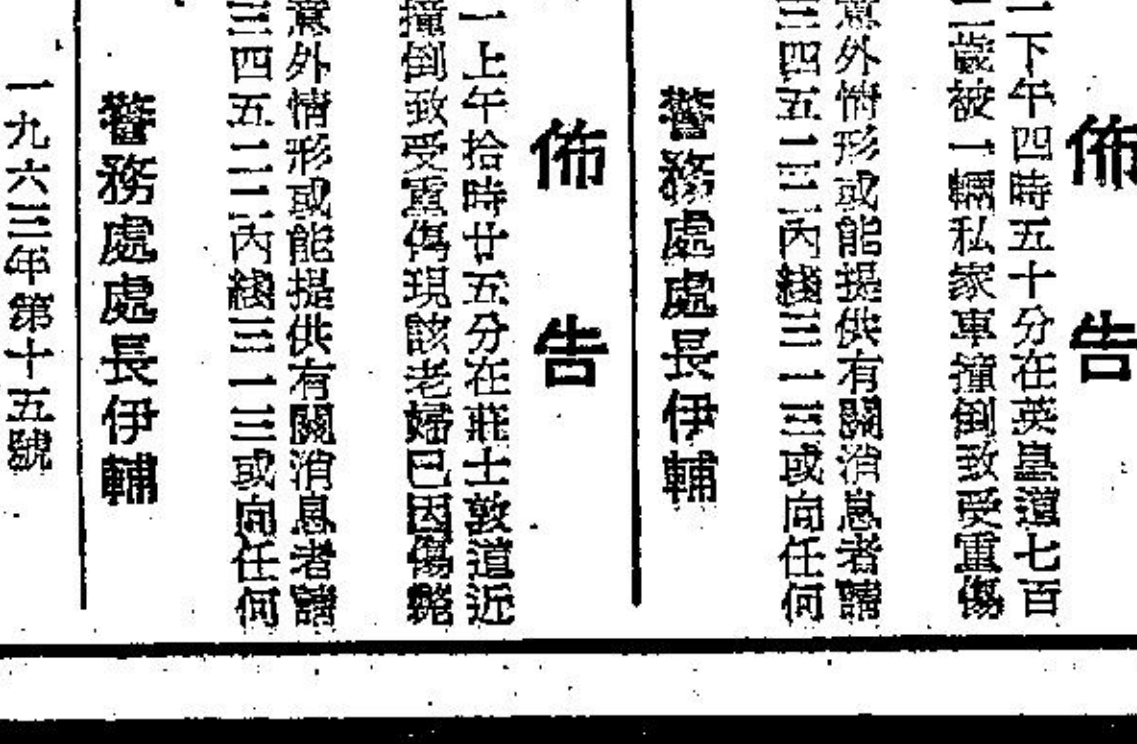 佈告
二下午四時五十分在英皇道七百
二歲被一輛私家車撞倒致受重傷
意外情形或能提供有關消息者請
三四五二二二內綫三一三或向任何
警務處處長伊輔
佈告
一上午拾時廿五分在莊士敦道近
撞倒致受重傷現該老婦已因傷斃
意外情形或能提供有關消息者請
三四五二二二內綫三一三或向任何
警務處處長伊輔
一九六三年第十五號